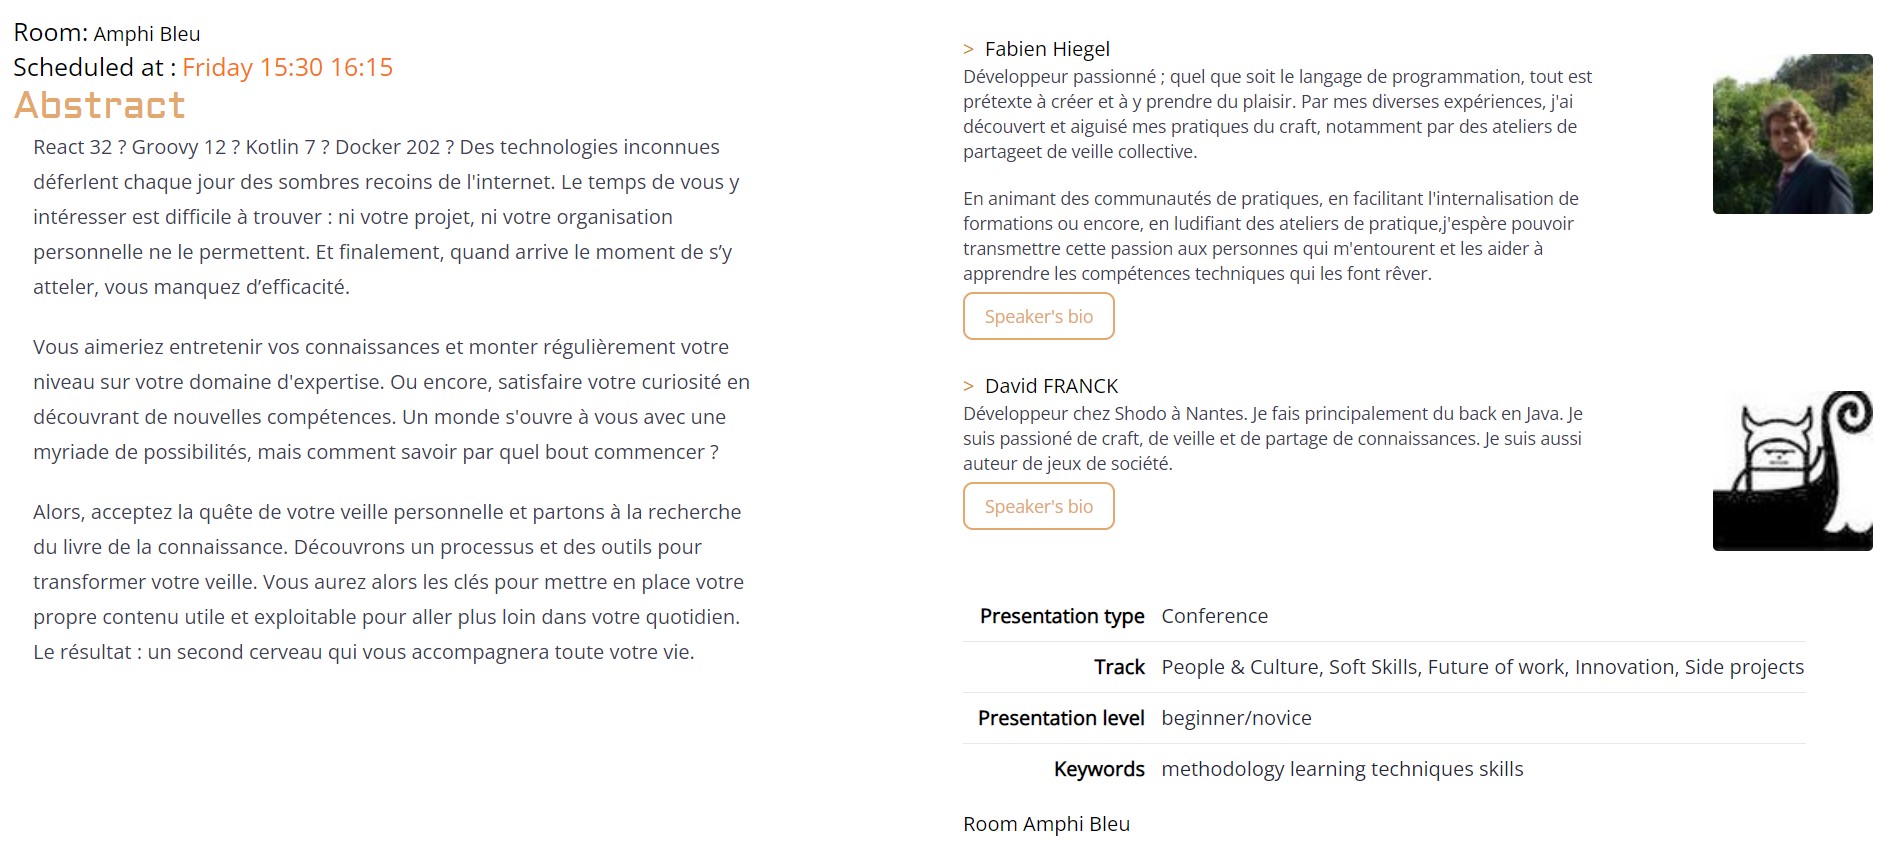 Room: Amphi Bleu
Scheduled at : Friday 15:30 16:15
Abstract
React 32 ? Groovy 12 ? Kotlin 7 ? Docker 202 ? Des technologies inconnues
déferlent chaque jour des sombres recoins de l'internet. Le temps de vous y
intéresser est difficile à trouver : ni votre projet, ni votre organisation
personnelle ne le permettent. Et finalement, quand arrive le moment de s’y
atteler, vous manquez d’efficacité.
Vous aimeriez entretenir vos connaissances et monter régulièrement votre
niveau sur votre domaine d'expertise. Ou encore, satisfaire votre curiosité en
découvrant de nouvelles compétences. Un monde s'ouvre à vous avec une
myriade de possibilités, mais comment savoir par quel bout commencer ?
Alors, acceptez la quête de votre veille personnelle et partons à la recherche
du livre de la connaissance. Découvrons un processus et des outils pour
transformer votre veille. Vous aurez alors les clés pour mettre en place votre
propre contenu utile et exploitable pour aller plus loin dans votre quotidien.
Le résultat : un second cerveau qui vous accompagnera toute votre vie.
> Fabien Hiegel
Développeur passionné ; quel que soit le langage de programmation, tout est
prétexte à créer et à y prendre du plaisir. Par mes diverses expériences, j'ai
découvert et aiguisé mes pratiques du craft, notamment par des ateliers de
partageet de veille collective.
En animant des communautés de pratiques, en facilitant l'internalisation de
formations ou encore, en ludifiant des ateliers de pratique,j'espère pouvoir
transmettre cette passion aux personnes qui m'entourent et les aider à
apprendre les compétences techniques qui les font rêver.
Speaker's bio
> David FRANCK
Développeur chez Shodo à Nantes. Je fais principalement du back en Java. Je
suis passioné de craft, de veille et de partage de connaissances. Je suis aussi
auteur de jeux de société.
Speaker's bio
Presentation type Conference
Track People & Culture, Soft Skills, Future of work, Innovation, Side projects
Presentation level beginner/novice
Keywords methodology learning techniques skills
Room Amphi Bleu